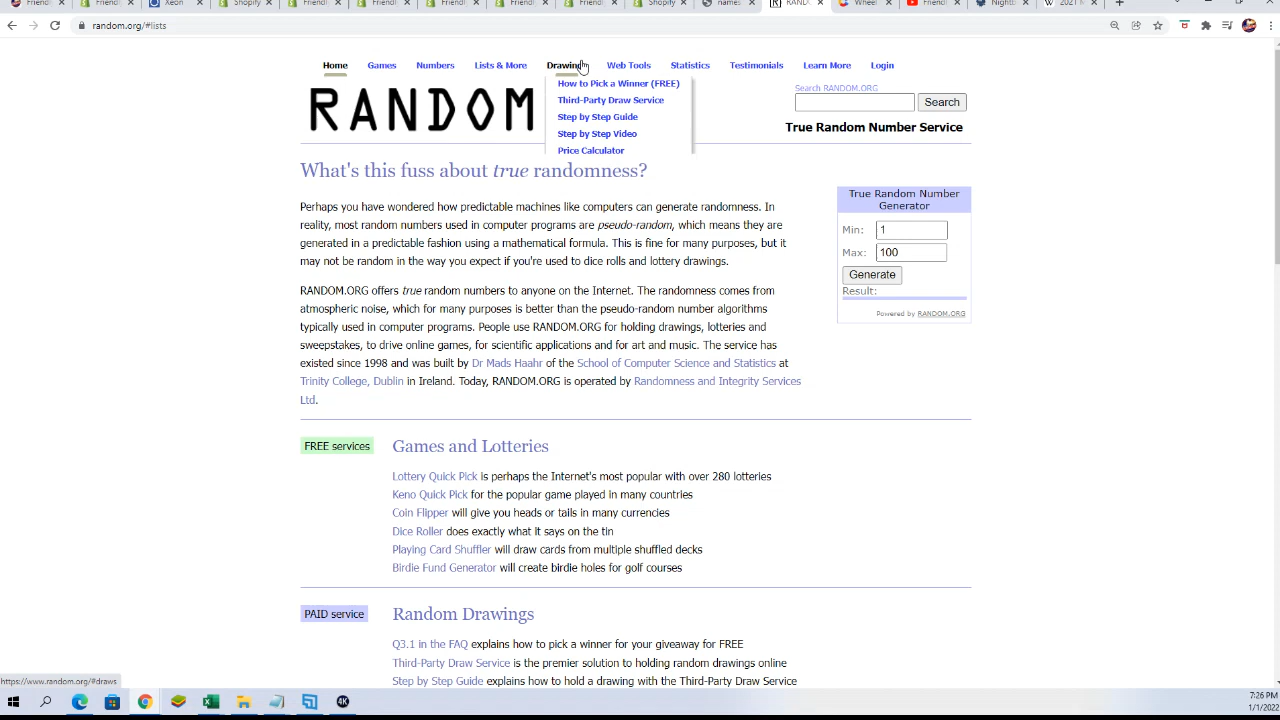 Friend
Friend
Xeon
Shopify
Friend
Friend
Friend
Friend
Friend
Shopify
names
RAND
Wheel
Friend
Nightb
2021 N
random.org/#lists
Home Games Numbers Lists & More Drawings Web Tools Statistics Testimonials Learn More Login
How to Pick a Winner (FREE)
Third-Party Draw Service
Step by Step Guide
Step by Step Video
Price Calculator
RANDOM
Search RANDOM.ORG
Search
True Random Number Service
What's this fuss about true randomness?
Perhaps you have wondered how predictable machines like computers can generate randomness. In
reality, most random numbers used in computer programs are pseudo-random, which means they are
generated in a predictable fashion using a mathematical formula. This is fine for many purposes, but it
may not be random in the way you expect if you're used to dice rolls and lottery drawings.
RANDOM.ORG offers true random numbers to anyone on the Internet. The randomness comes from
atmospheric noise, which for many purposes is better than the pseudo-random number algorithms
typically used in computer programs. People use RANDOM.ORG for holding drawings, lotteries and
sweepstakes, to drive online games, for scientific applications and for art and music. The service has
existed since 1998 and was built by Dr Mads Haahr of the School of Computer Science and Statistics at
Trinity College, Dublin in Ireland. Today, RANDOM.ORG is operated by Randomness and Integrity Services
Ltd.
True Random Number
Generator
Min: 1
Max: 100
Generate
Result:
Powered by RANDOM.ORG
FREE services
Games and Lotteries
Lottery Quick Pick is perhaps the Internet's most popular with over 280 lotteries
Keno Quick Pick for the popular game played in many countries
Coin Flipper will give you heads or tails in many currencies
Dice Roller does exactly what it says on the tin
Playing Card Shuffler will draw cards from multiple shuffled decks
Birdie Fund Generator will create birdie holes for golf courses
PAID service
Random Drawings
Q3.1 in the FAQ explains how to pick a winner for your giveaway for FREE
Third-Party Draw Service is the premier solution to holding random drawings online
Step by Step Guide explains how to hold a drawing with the Third-Party Draw Service
https://www.random.org/#draws
4K
7:26 PM
1/1/2022